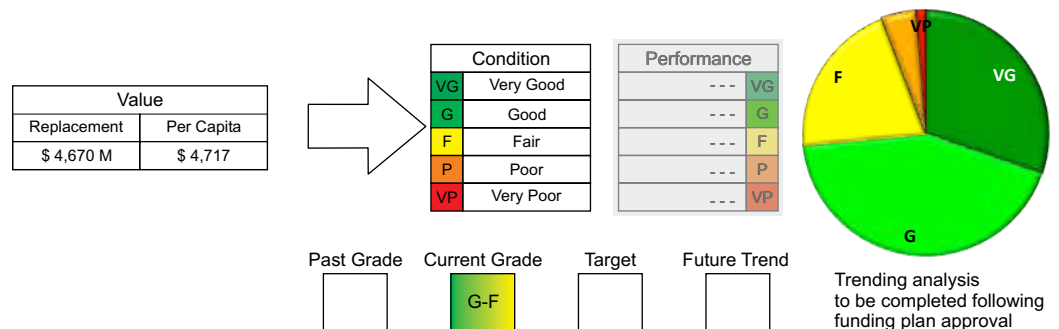 Value
Replacement Per Capita
$ 4,670 M $ 4,717
Condition
VG Very Good
G Good
F Fair
P Poor
VP Very Poor
Performance
--- VG
--- G
--- F
--- P
--- VP
VP
F
VG
G
Past Grade Current Grade Target Future Trend
G-F
Trending analysis
to be completed following
funding plan approval